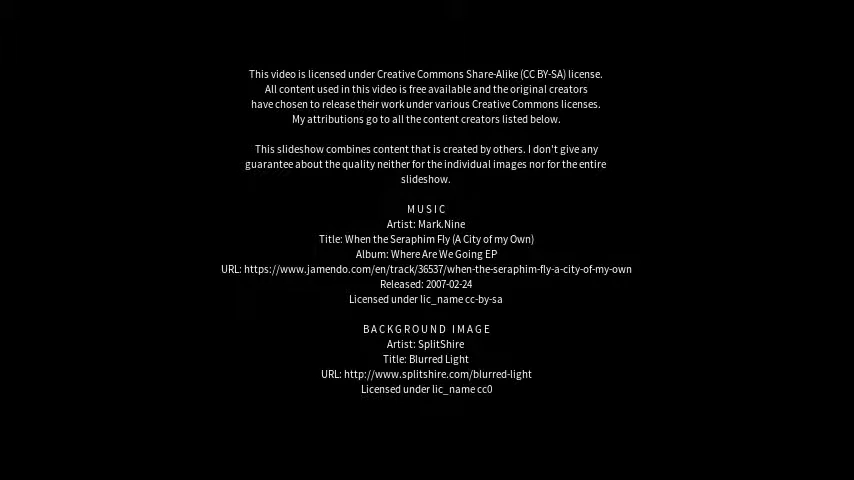 This video is licensed under Creative Commons Share-Alike (CC BY-SA) license.
All content used in this video is free available and the original creators
have chosen to release their work under various Creative Commons licenses.
My attributions go to all the content creators listed below.
This slideshow combines content that is created by others. I don't give any
guarantee about the quality neither for the individual images nor for the entire
slideshow.
MUSIC
Artist: Mark.Nine
Title: When the Seraphim Fly (A City of my Own)
Album: Where Are We Going EP
URL: https://www.jamendo.com/en/track/36537/when-the-seraphim-fly-a-city-of-my-own
Released: 2007-02-24
Licensed under lic_name cc-by-sa
BACKGROUND IMAGE
Artist: SplitShire
Title: Blurred Light
URL: http://www.splitshire.com/blurred-light
Licensed under lic_name cc0